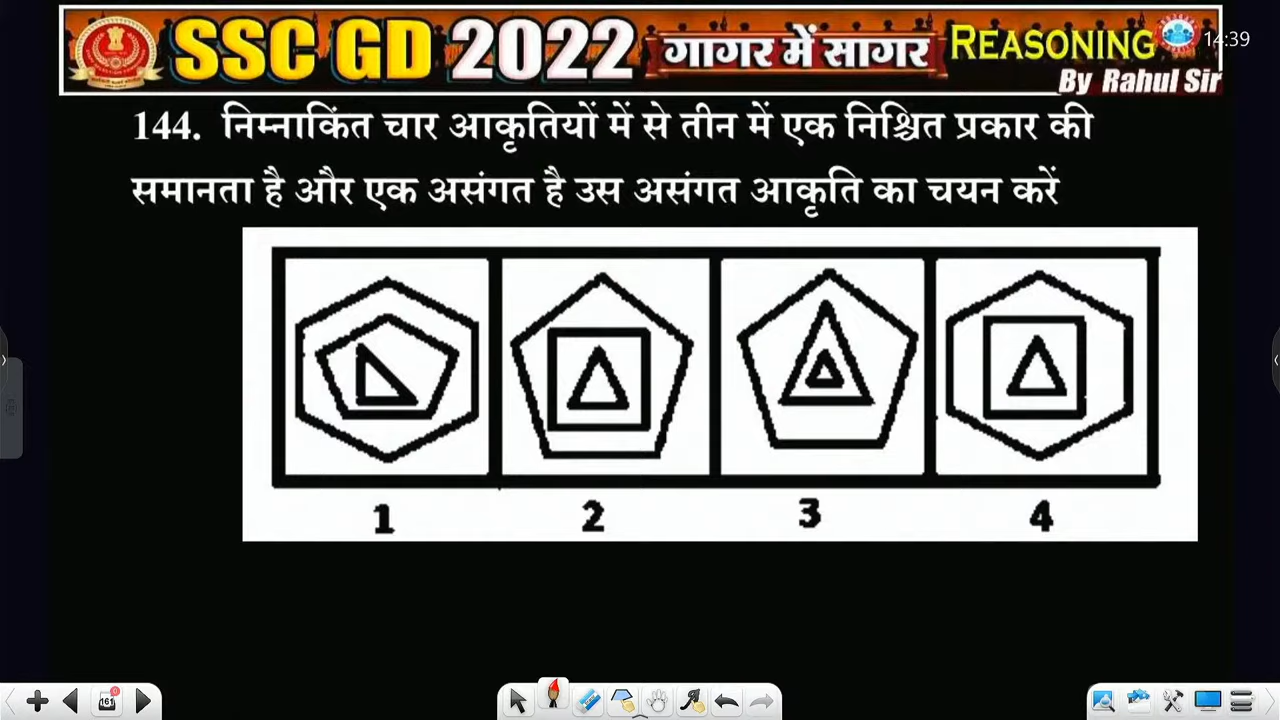 SSC GD 2022 गागर में सागर REASONING 14:39
By Rahul Sir
144. निम्नाकिंत चार आकृतियों में से तीन में एक निश्चित प्रकार की
समानता है और एक असंगत है उस असंगत आकृति का चयन करें
1 2 3 4
161